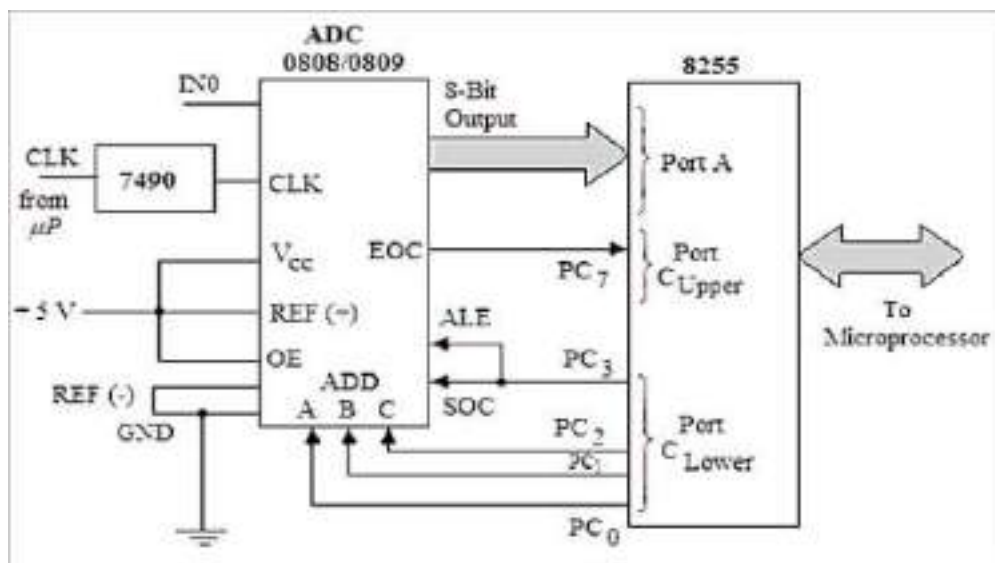 ADC
0808/0809
8255
IN0
8-Bit
Output
CLK
7490
from
μP
CLK
Port A
VCC
EOC
PC7
Port
C Upper
+ 5 V
REF (+)
ALE
To
Microprocessor
OE
PC3
REF (-)
ADD
SOC
A B C
GND
PC2
Port
C Lower
PC1
PC0